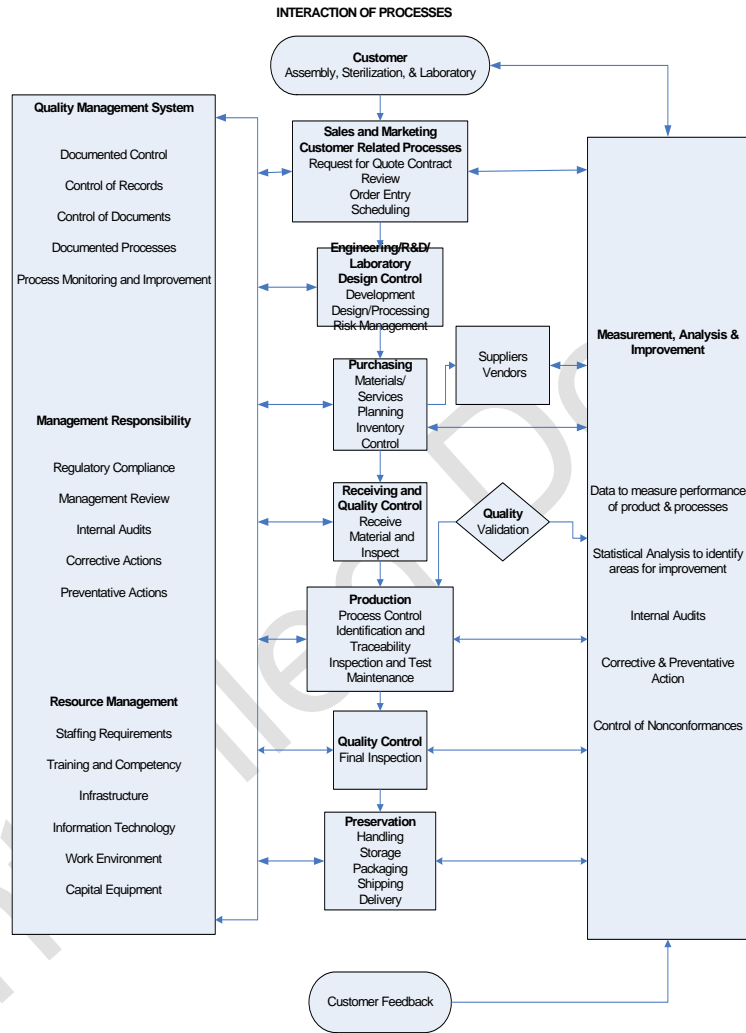 INTERACTION OF PROCESSES
Customer
Assembly, Sterilization, & Laboratory
Quality Management System
Documented Control
Control of Records
Control of Documents
Documented Processes
Process Monitoring and Improvement
Management Responsibility
Regulatory Compliance
Management Review
Internal Audits
Corrective Actions
Preventative Actions
Resource Management
Staffing Requirements
Training and Competency
Infrastructure
Information Technology
Work Environment
Capital Equipment
Sales and Marketing
Customer Related Processes
Request for Quote Contract
Review
Order Entry
Scheduling
Engineering/R&D/
Laboratory
Design Control
Development
Design/Processing
Risk Management
Purchasing
Materials/
Services
Planning
Inventory
Control
Suppliers
Vendors
Receiving and
Quality Control
Receive
Material and
Inspect
Quality
Validation
Production
Process Control
Identification and
Traceability
Inspection and Test
Maintenance
Quality Control
Final Inspection
Preservation
Handling
Storage
Packaging
Shipping
Delivery
Measurement, Analysis &
Improvement
Data to measure performance
of product & processes
Statistical Analysis to identify
areas for improvement
Internal Audits
Corrective & Preventative
Action
Control of Nonconformances
Customer Feedback